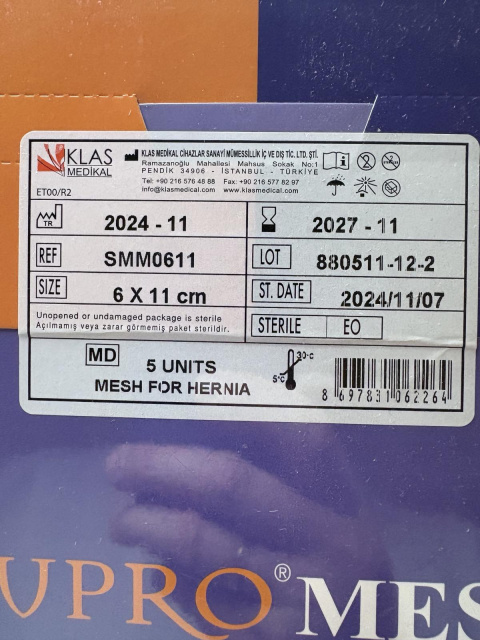 KLAS
MEDİKAL
KLAS MEDİKAL CİHAZLAR SANAYİ MÜMESSİLLİK İÇ VE DIŞ TİC. LTD. ŞTİ.
Ramazanoğlu Mahallesi Mahsus Sokak No:1
PENDİK 34906 - İSTANBUL - TÜRKİYE
Tel: +90 216 576 48 88 Fax: +90 216 577 82 97
info@klasmedical.com www.klasmedical.com
ET00/R2
TR
2024 - 11
2027 - 11
REF
SMM0611
LOT
880511-12-2
SIZE
6 X 11 cm
ST. DATE
2024/11/07
Unopened or undamaged package is sterile
Açılmamış veya zarar görmemiş paket sterildir.
STERILE
EO
MD
5 UNITS
MESH FOR HERNIA
5°C
30°C
8 697831 062264
UPRO® MES